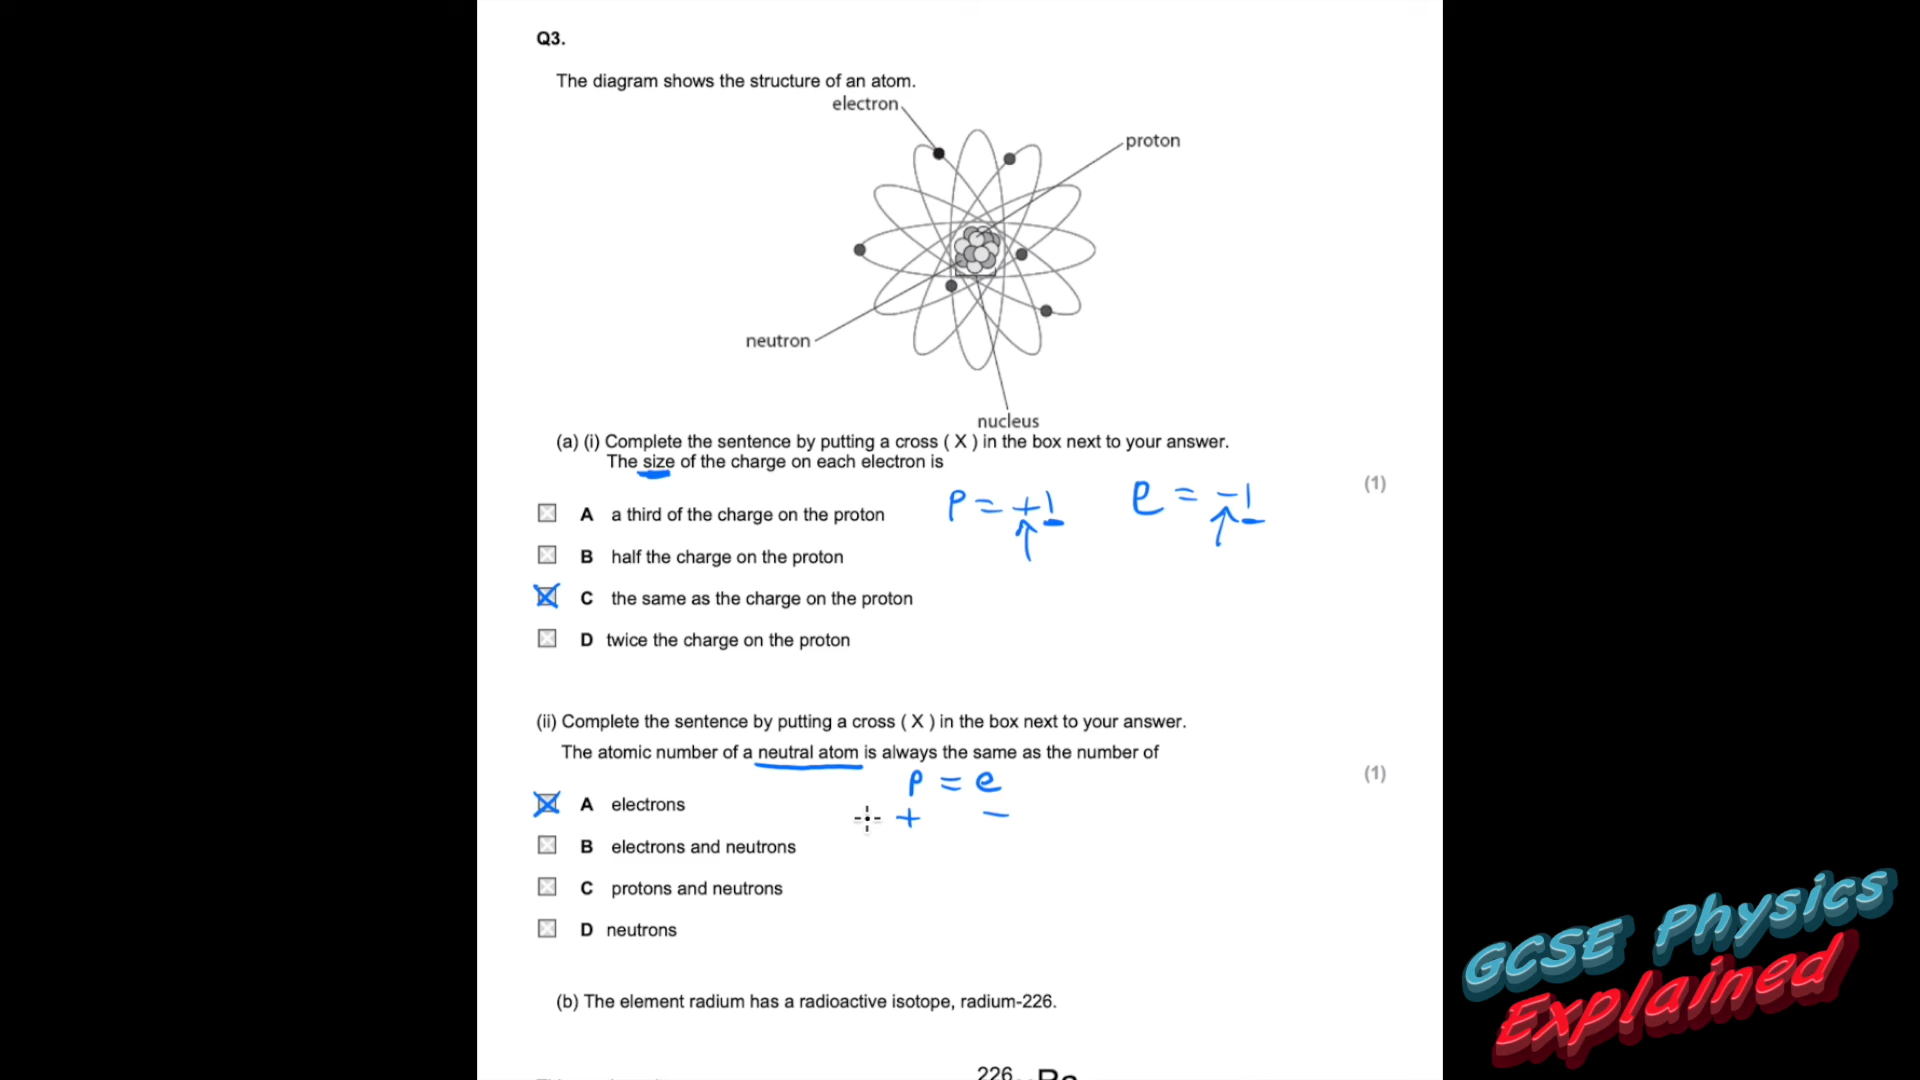 Q3.
The diagram shows the structure of an atom.
electron
proton
neutron
nucleus
(a) (i) Complete the sentence by putting a cross ( X ) in the box next to your answer.
The size of the charge on each electron is
(1)
P = +1 e = -1
A a third of the charge on the proton
B half the charge on the proton
C the same as the charge on the proton
D twice the charge on the proton
(ii) Complete the sentence by putting a cross ( X ) in the box next to your answer.
The atomic number of a neutral atom is always the same as the number of
(1)
P = e
+ −
A electrons
B electrons and neutrons
C protons and neutrons
D neutrons
(b) The element radium has a radioactive isotope, radium-226.
226
Ra
GCSE Physics
Explained